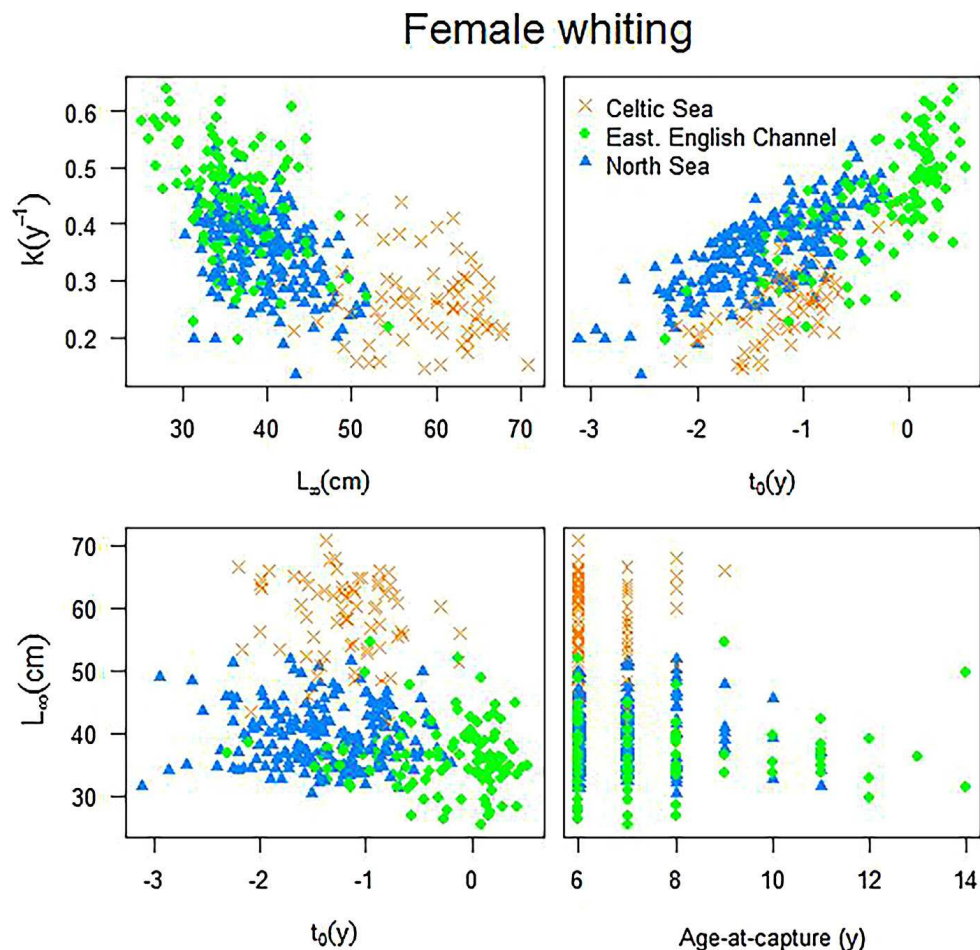 Female whiting
k(y⁻¹)
0.6
0.5
0.4
0.3
0.2
30 40 50 60 70
L∞(cm)
Celtic Sea
East. English Channel
North Sea
-3 -2 -1 0
t₀(y)
L∞(cm)
70
60
50
40
30
-3 -2 -1 0
t₀(y)
6 8 10 12 14
Age-at-capture (y)